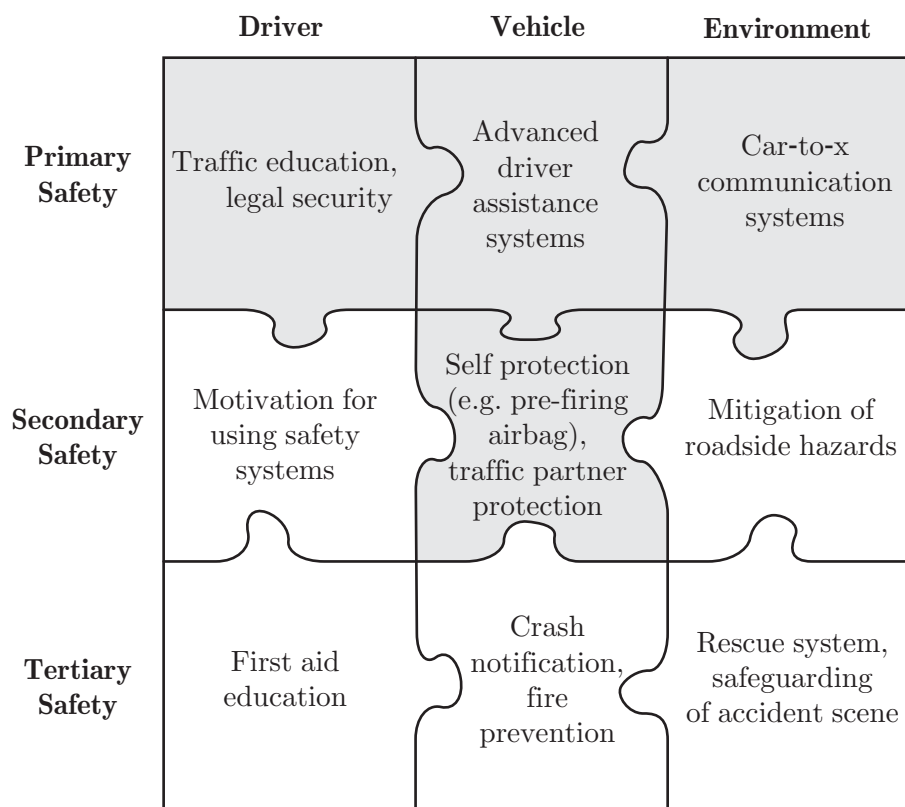 Driver
Vehicle
Environment
Primary
Safety
Traffic education,
legal security
Advanced
driver
assistance
systems
Car-to-x
communication
systems
Secondary
Safety
Motivation for
using safety
systems
Self protection
(e.g. pre-firing
airbag),
traffic partner
protection
Mitigation of
roadside hazards
Tertiary
Safety
First aid
education
Crash
notification,
fire
prevention
Rescue system,
safeguarding
of accident scene